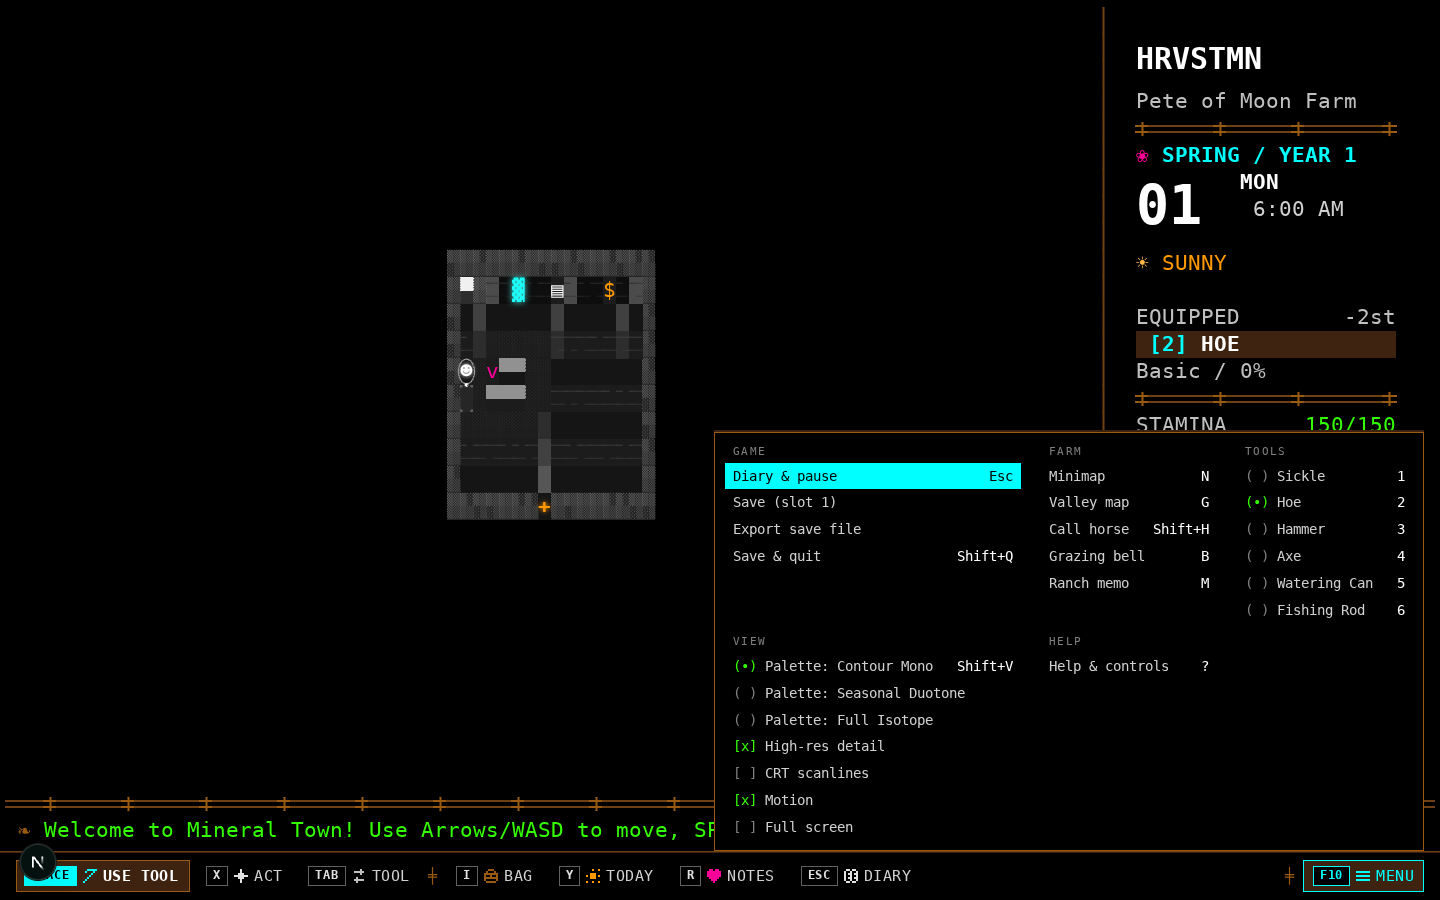 HRVSTMN
Pete of Moon Farm
SPRING / YEAR 1
01 MON
6:00 AM
SUNNY
EQUIPPED -2st
[2] HOE
Basic / 0%
STAMINA 150/150
$
v
+
GAME
Diary & pause Esc
Save (slot 1)
Export save file
Save & quit Shift+Q
FARM
Minimap N
Valley map G
Call horse Shift+H
Grazing bell B
Ranch memo M
TOOLS
( ) Sickle 1
(•) Hoe 2
( ) Hammer 3
( ) Axe 4
( ) Watering Can 5
( ) Fishing Rod 6
VIEW
(•) Palette: Contour Mono Shift+V
( ) Palette: Seasonal Duotone
( ) Palette: Full Isotope
[x] High-res detail
[ ] CRT scanlines
[x] Motion
[ ] Full screen
HELP
Help & controls ?
Welcome to Mineral Town! Use Arrows/WASD to move,
N
USE TOOL X ACT TAB TOOL I BAG Y TODAY R NOTES ESC DIARY F10 MENU